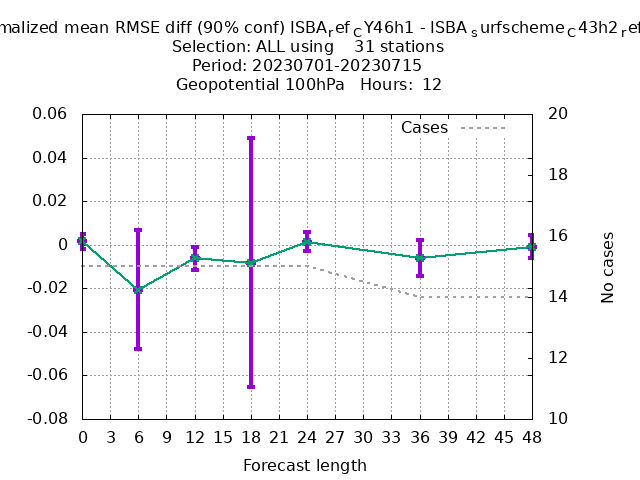 malized mean RMSE diff (90% conf) ISBA_ref_CY46h1 - ISBA_surfscheme_C43h2_ref
Selection: ALL using 31 stations
Period: 20230701-20230715
Geopotential 100hPa Hours: 12
Cases
0.06
0.04
0.02
0
-0.02
-0.04
-0.06
-0.08
20
18
16
14
12
10
No cases
0 3 6 9 12 15 18 21 24 27 30 33 36 39 42 45 48
Forecast length